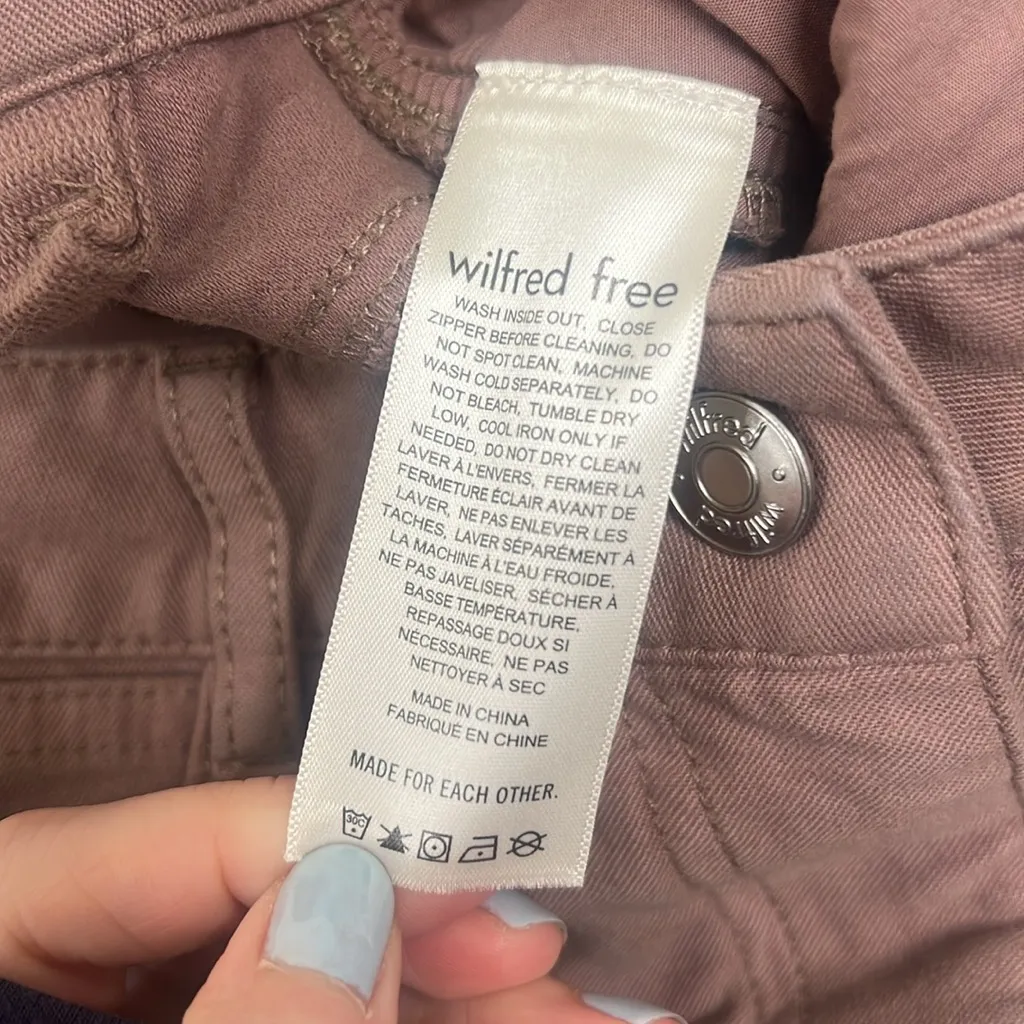 wilfred free
WASH INSIDE OUT, CLOSE
ZIPPER BEFORE CLEANING, DO
NOT SPOT CLEAN, MACHINE
WASH COLD SEPARATELY, DO
NOT BLEACH, TUMBLE DRY
LOW, COOL IRON ONLY IF
NEEDED, DO NOT DRY CLEAN
LAVER À L'ENVERS, FERMER LA
FERMETURE ÉCLAIR AVANT DE
LAVER, NE PAS ENLEVER LES
TACHES, LAVER SÉPARÉMENT À
LA MACHINE À L'EAU FROIDE,
NE PAS JAVELISER, SÉCHER À
BASSE TEMPÉRATURE,
REPASSAGE DOUX SI
NÉCESSAIRE, NE PAS
NETTOYER À SEC
MADE IN CHINA
FABRIQUÉ EN CHINE
MADE FOR EACH OTHER.
30C
wilfred
wilfred